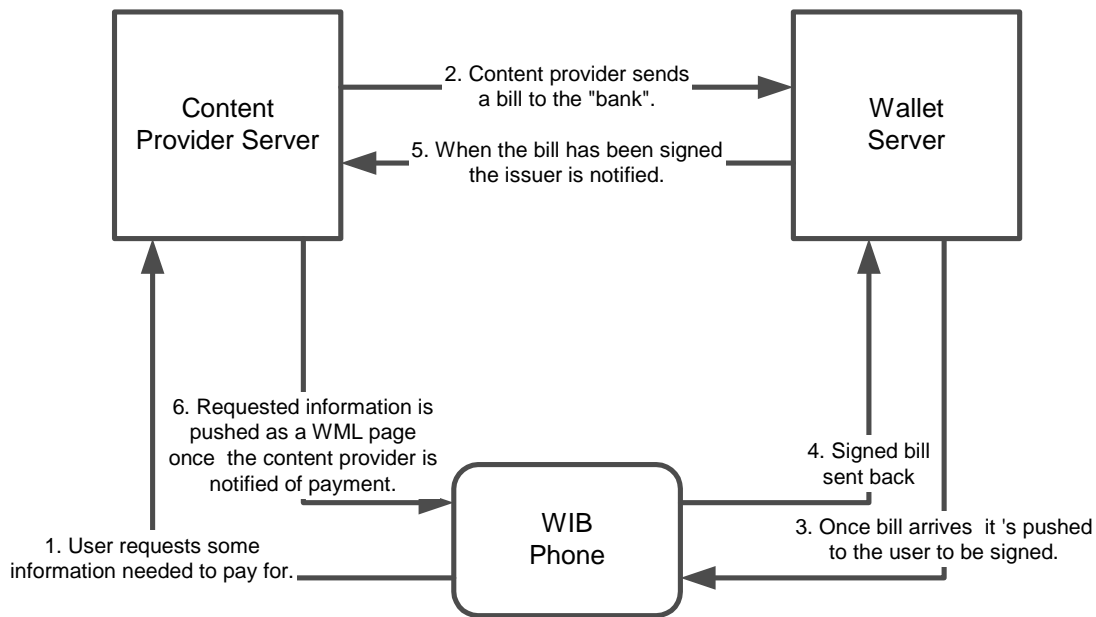 Content
Provider Server
2. Content provider sends
a bill to the "bank".
5. When the bill has been signed
the issuer is notified.
Wallet
Server
6. Requested information is
pushed as a WML page
once the content provider is
notified of payment.
1. User requests some
information needed to pay for.
WIB
Phone
4. Signed bill
sent back
3. Once bill arrives it 's pushed
to the user to be signed.